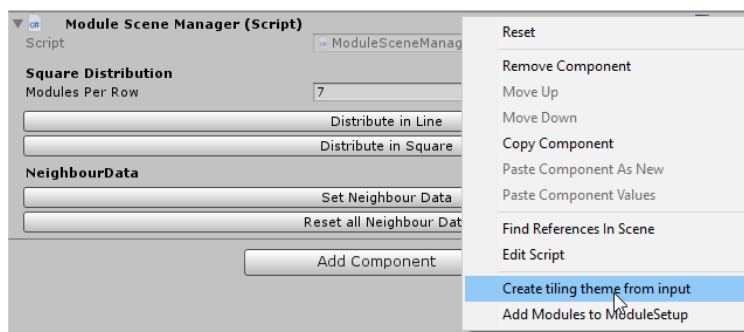 Module Scene Manager (Script)
Script
ModuleSceneManag
Square Distribution
Modules Per Row
7
Distribute in Line
Distribute in Square
NeighbourData
Set Neighbour Data
Reset all Neighbour Dat
Add Component
Reset
Remove Component
Move Up
Move Down
Copy Component
Paste Component As New
Paste Component Values
Find References In Scene
Edit Script
Create tiling theme from input
Add Modules to ModuleSetup